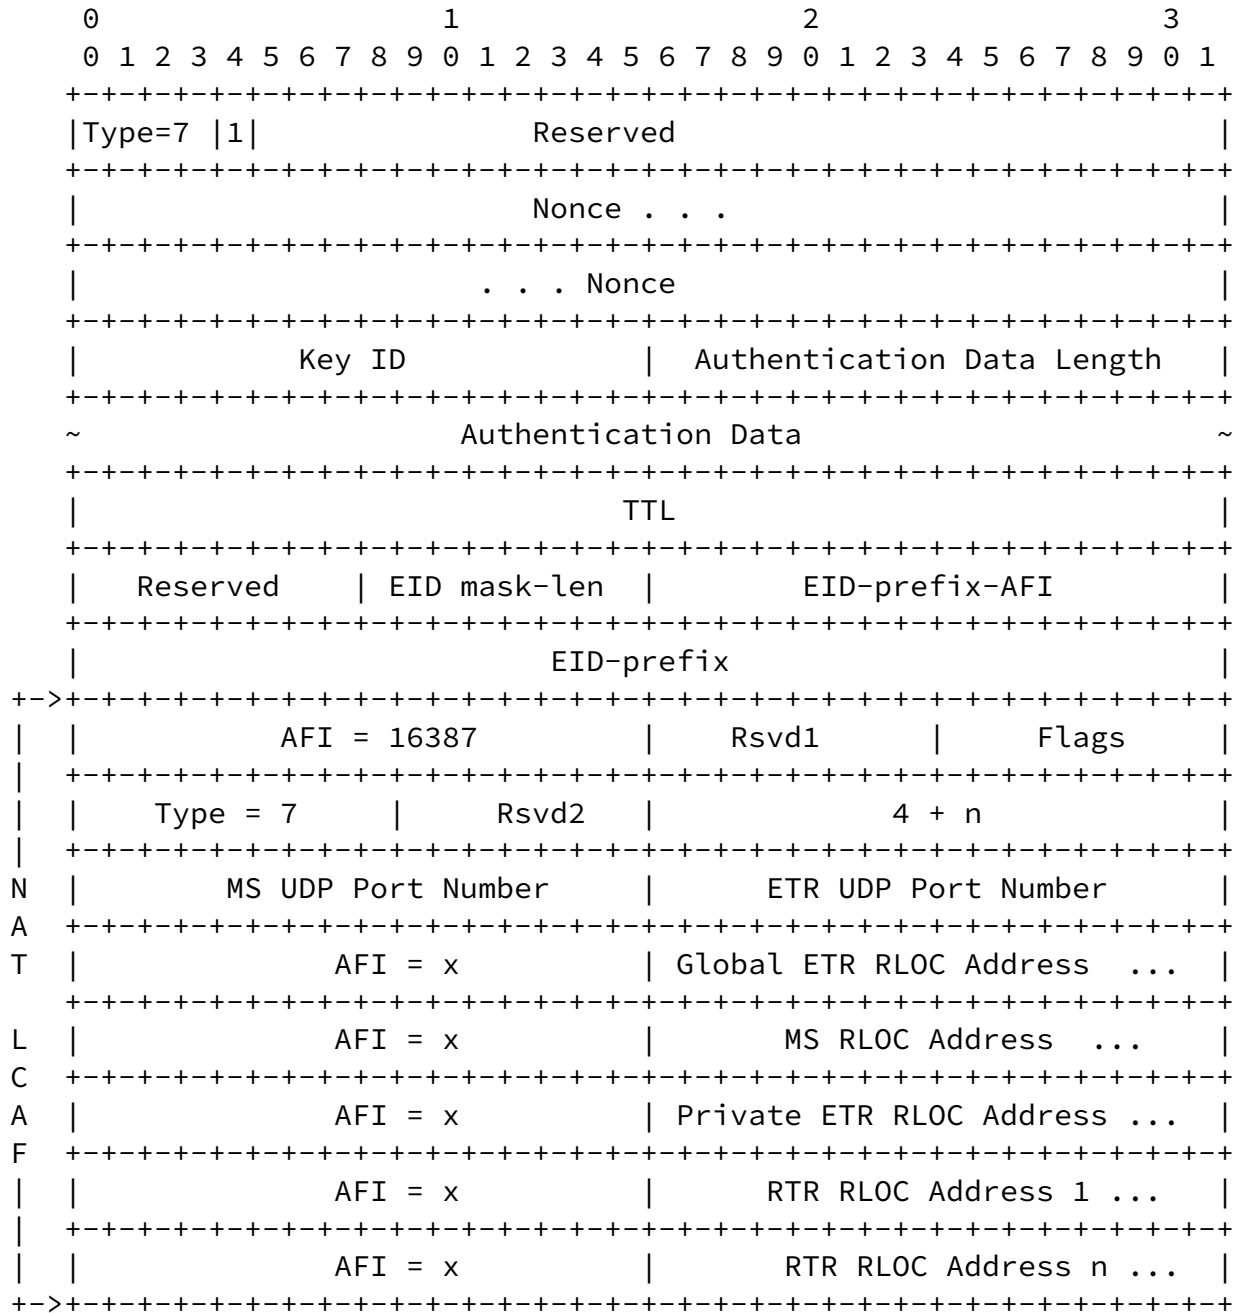 0                   1                   2                   3
 0 1 2 3 4 5 6 7 8 9 0 1 2 3 4 5 6 7 8 9 0 1 2 3 4 5 6 7 8 9 0 1
    +-+-+-+-+-+-+-+-+-+-+-+-+-+-+-+-+-+-+-+-+-+-+-+-+-+-+-+-+-+-+-+-+
    |Type=7 |1|               Reserved                              |
    +-+-+-+-+-+-+-+-+-+-+-+-+-+-+-+-+-+-+-+-+-+-+-+-+-+-+-+-+-+-+-+-+
    |                         Nonce . . .                           |
    +-+-+-+-+-+-+-+-+-+-+-+-+-+-+-+-+-+-+-+-+-+-+-+-+-+-+-+-+-+-+-+-+
    |                      . . . Nonce                              |
    +-+-+-+-+-+-+-+-+-+-+-+-+-+-+-+-+-+-+-+-+-+-+-+-+-+-+-+-+-+-+-+-+
    |            Key ID             |  Authentication Data Length   |
    +-+-+-+-+-+-+-+-+-+-+-+-+-+-+-+-+-+-+-+-+-+-+-+-+-+-+-+-+-+-+-+-+
    ~                     Authentication Data                       ~
    +-+-+-+-+-+-+-+-+-+-+-+-+-+-+-+-+-+-+-+-+-+-+-+-+-+-+-+-+-+-+-+-+
    |                              TTL                              |
    +-+-+-+-+-+-+-+-+-+-+-+-+-+-+-+-+-+-+-+-+-+-+-+-+-+-+-+-+-+-+-+-+
    |   Reserved    | EID mask-len  |        EID-prefix-AFI         |
    +-+-+-+-+-+-+-+-+-+-+-+-+-+-+-+-+-+-+-+-+-+-+-+-+-+-+-+-+-+-+-+-+
    |                          EID-prefix                           |
 +->+-+-+-+-+-+-+-+-+-+-+-+-+-+-+-+-+-+-+-+-+-+-+-+-+-+-+-+-+-+-+-+-+
 |  |           AFI = 16387         |    Rsvd1      |     Flags     |
 |  +-+-+-+-+-+-+-+-+-+-+-+-+-+-+-+-+-+-+-+-+-+-+-+-+-+-+-+-+-+-+-+-+
 |  |    Type = 7     |     Rsvd2   |             4 + n             |
 |  +-+-+-+-+-+-+-+-+-+-+-+-+-+-+-+-+-+-+-+-+-+-+-+-+-+-+-+-+-+-+-+-+
 N  |        MS UDP Port Number     |      ETR UDP Port Number      |
 A  +-+-+-+-+-+-+-+-+-+-+-+-+-+-+-+-+-+-+-+-+-+-+-+-+-+-+-+-+-+-+-+-+
 T  |              AFI = x          | Global ETR RLOC Address  ...  |
    +-+-+-+-+-+-+-+-+-+-+-+-+-+-+-+-+-+-+-+-+-+-+-+-+-+-+-+-+-+-+-+-+
 L  |              AFI = x          |       MS RLOC Address  ...    |
 C  +-+-+-+-+-+-+-+-+-+-+-+-+-+-+-+-+-+-+-+-+-+-+-+-+-+-+-+-+-+-+-+-+
 A  |              AFI = x          | Private ETR RLOC Address ...  |
 F  +-+-+-+-+-+-+-+-+-+-+-+-+-+-+-+-+-+-+-+-+-+-+-+-+-+-+-+-+-+-+-+-+
 |  |              AFI = x          |      RTR RLOC Address 1 ...   |
 |  +-+-+-+-+-+-+-+-+-+-+-+-+-+-+-+-+-+-+-+-+-+-+-+-+-+-+-+-+-+-+-+-+
 |  |              AFI = x          |       RTR RLOC Address n ...  |
 +->+-+-+-+-+-+-+-+-+-+-+-+-+-+-+-+-+-+-+-+-+-+-+-+-+-+-+-+-+-+-+-+-+